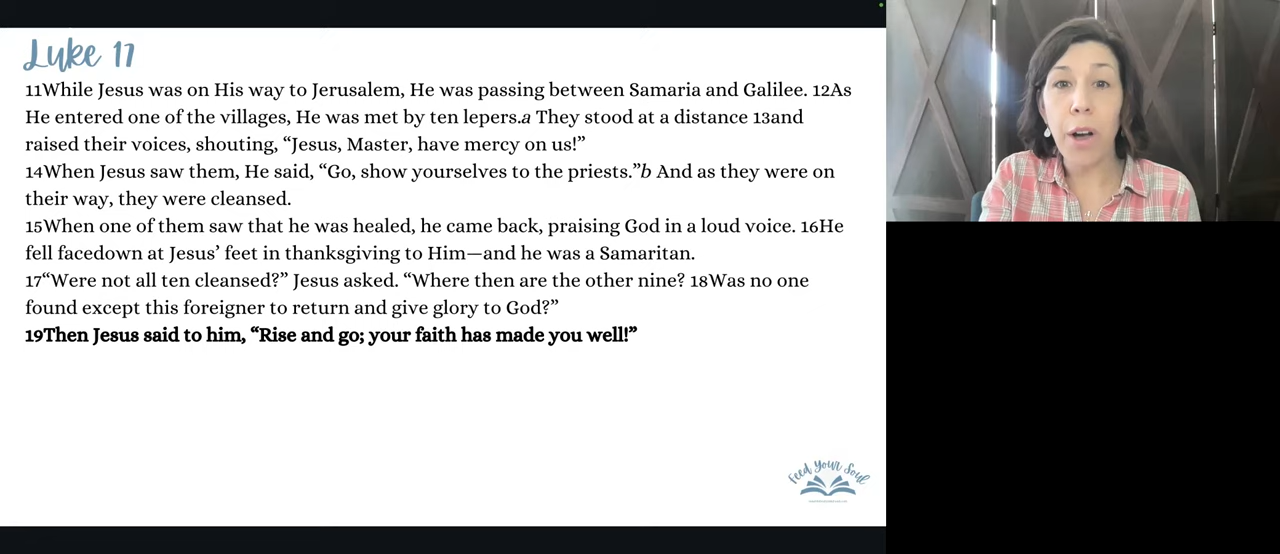 Luke 17
11While Jesus was on His way to Jerusalem, He was passing between Samaria and Galilee. 12As
He entered one of the villages, He was met by ten lepers.a They stood at a distance 13and
raised their voices, shouting, “Jesus, Master, have mercy on us!”
14When Jesus saw them, He said, “Go, show yourselves to the priests.”b And as they were on
their way, they were cleansed.
15When one of them saw that he was healed, he came back, praising God in a loud voice. 16He
fell facedown at Jesus’ feet in thanksgiving to Him—and he was a Samaritan.
17“Were not all ten cleansed?” Jesus asked. “Where then are the other nine? 18Was no one
found except this foreigner to return and give glory to God?”
19Then Jesus said to him, “Rise and go; your faith has made you well!”
Feed Your Soul